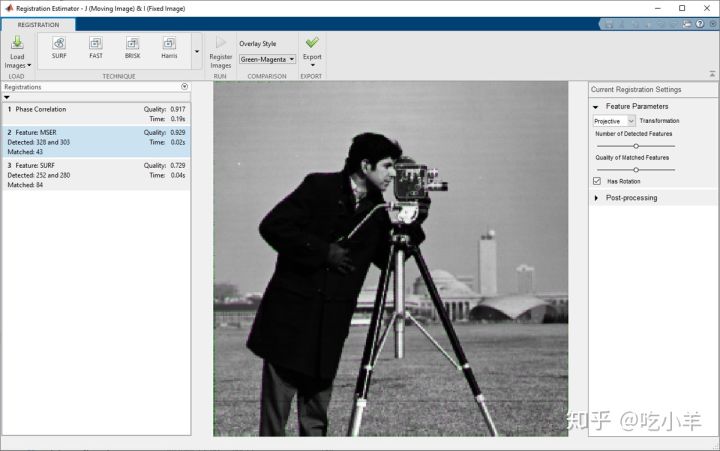 Registration Estimator - J (Moving Image) & I (Fixed Image)
REGISTRATION
Load Images
SURF
FAST
BRISK
Harris
Register Images
Overlay Style
Green-Magenta
Export
LOAD
TECHNIQUE
RUN
COMPARISON
EXPORT
Registrations
1 Phase Correlation Quality: 0.917
Time: 0.19s
2 Feature: MSER Quality: 0.929
Detected: 328 and 303 Time: 0.02s
Matched: 43
3 Feature: SURF Quality: 0.729
Detected: 252 and 280 Time: 0.04s
Matched: 84
Current Registration Settings
Feature Parameters
Projective Transformation
Number of Detected Features
Quality of Matched Features
Has Rotation
Post-processing
知乎 @吃小羊